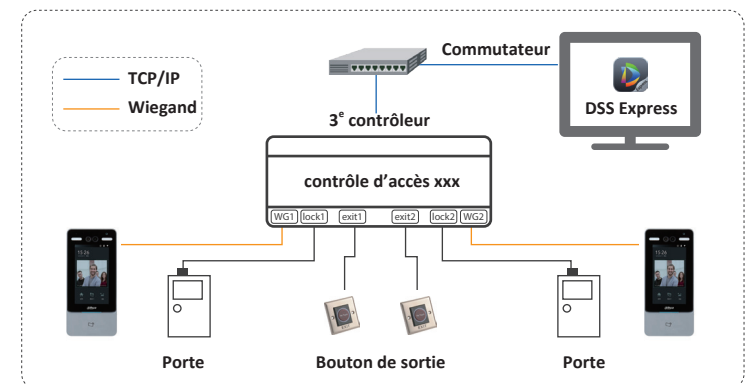 Commutateur
TCP/IP
Wiegand
DSS Express
3e contrôleur
contrôle d'accès xxx
WG1 lock1 exit1 exit2 lock2 WG2
Porte
Bouton de sortie
Porte